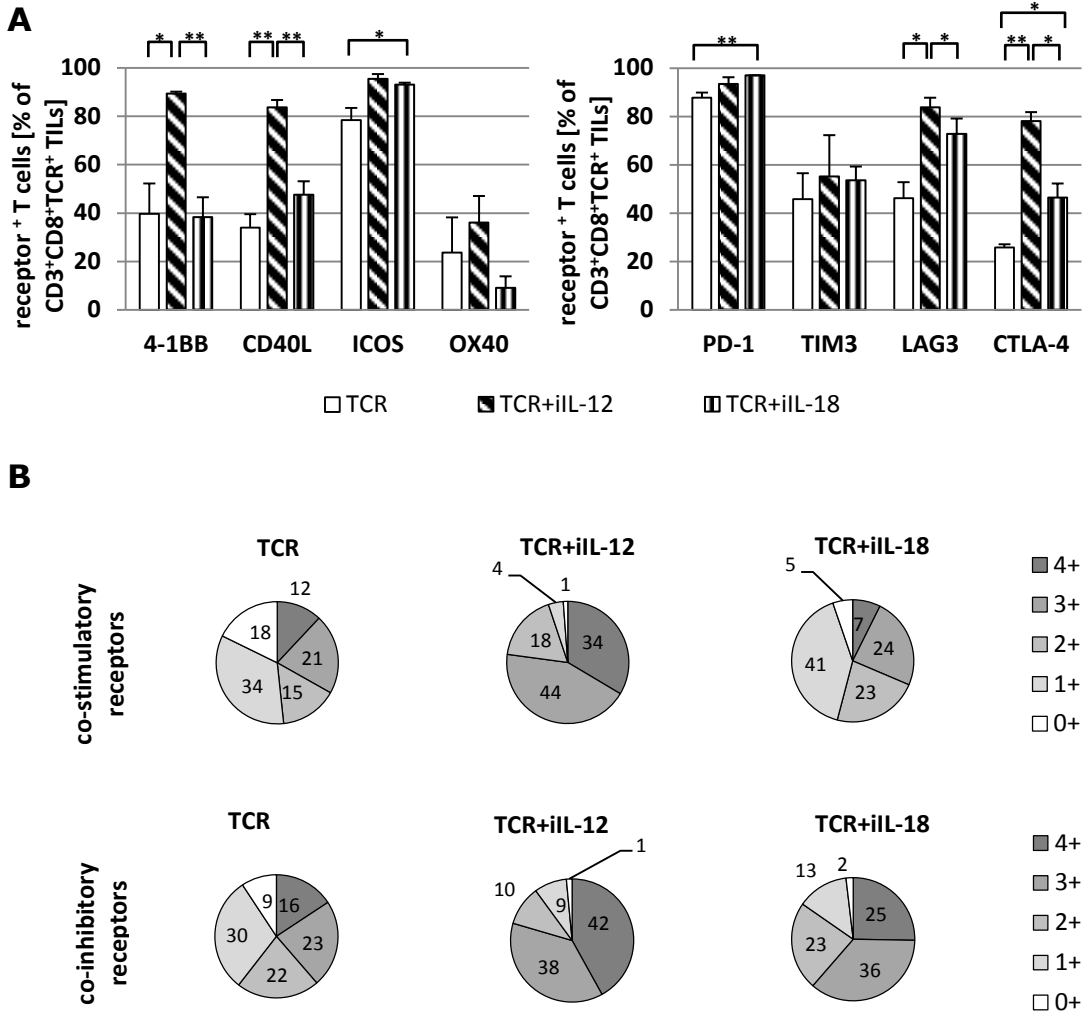 A
* ** ** ** *
receptor + T cells [% of
CD3+CD8+TCR+ TILs]
100
80
60
40
20
0
4-1BB CD40L ICOS OX40
** * * * ** *
receptor + T cells [% of
CD3+CD8+TCR+ TILs]
100
80
60
40
20
0
PD-1 TIM3 LAG3 CTLA-4
TCR TCR+iIL-12 TCR+iIL-18
B
co-stimulatory
receptors
TCR
12
21
15
34
18
TCR+iIL-12
4
1
34
44
18
TCR+iIL-18
5
7
24
23
41
4+
3+
2+
1+
0+
co-inhibitory
receptors
TCR
16
23
22
30
9
TCR+iIL-12
1
10
9
42
38
TCR+iIL-18
13
2
25
36
23
4+
3+
2+
1+
0+